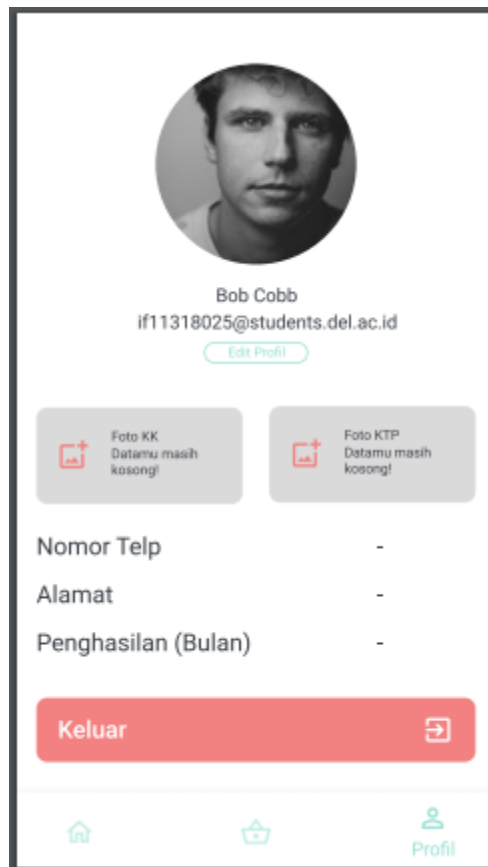 Bob Cobb
if11318025@students.del.ac.id
Edit Profil
Foto KK
Datamu masih
kosong!
Foto KTP
Datamu masih
kosong!
Nomor Telp -
Alamat -
Penghasilan (Bulan) -
Keluar
Profil